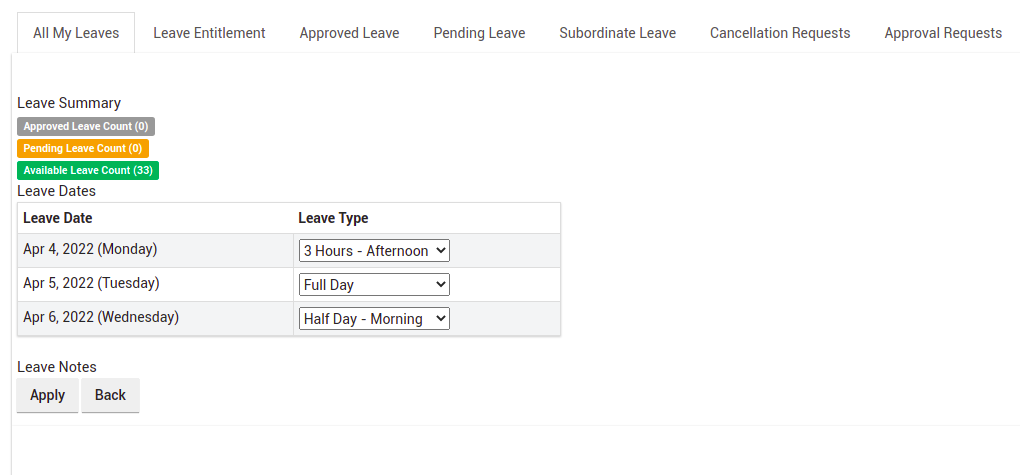 All My Leaves Leave Entitlement Approved Leave Pending Leave Subordinate Leave Cancellation Requests Approval Requests
Leave Summary
Approved Leave Count (0)
Pending Leave Count (0)
Available Leave Count (33)
Leave Dates
Leave Date Leave Type
Apr 4, 2022 (Monday) 3 Hours - Afternoon
Apr 5, 2022 (Tuesday) Full Day
Apr 6, 2022 (Wednesday) Half Day - Morning
Leave Notes
Apply Back